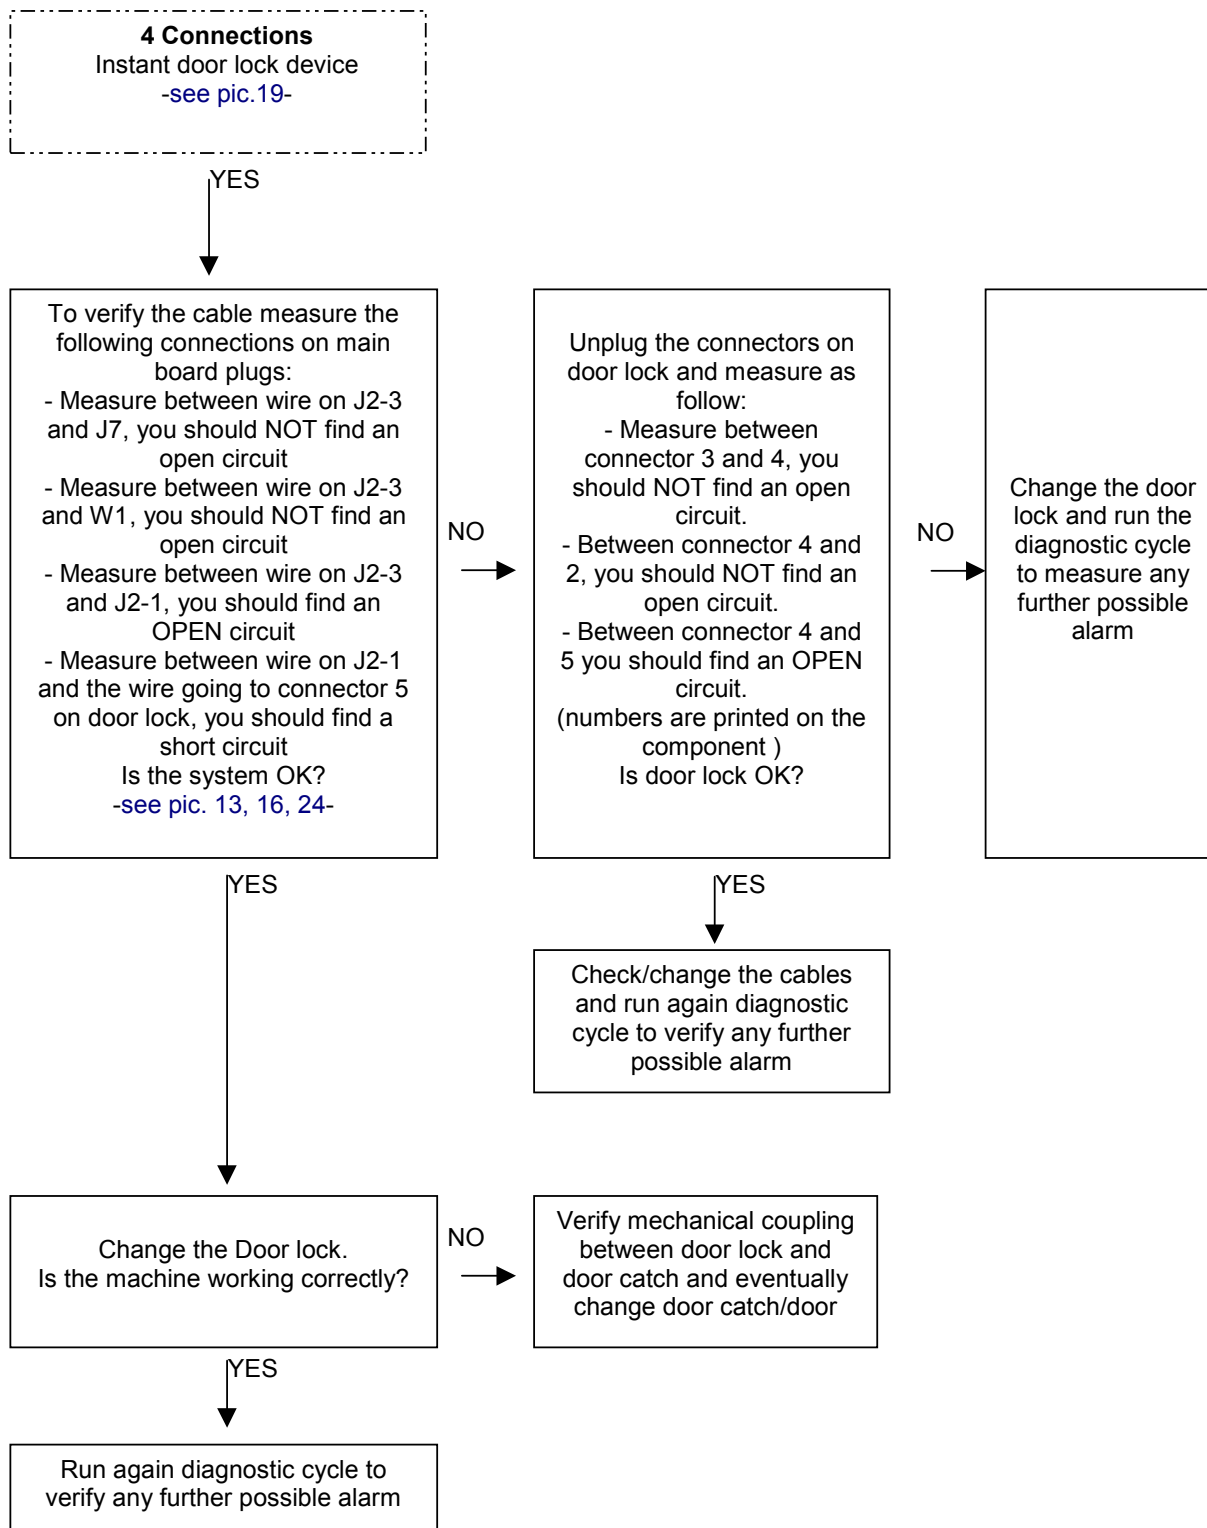 4 Connections
Instant door lock device
-see pic.19-
YES
To verify the cable measure the
following connections on main
board plugs:
- Measure between wire on J2-3
and J7, you should NOT find an
open circuit
- Measure between wire on J2-3
and W1, you should NOT find an
open circuit
- Measure between wire on J2-3
and J2-1, you should find an
OPEN circuit
- Measure between wire on J2-1
and the wire going to connector 5
on door lock, you should find a
short circuit
Is the system OK?
-see pic. 13, 16, 24-
NO
Unplug the connectors on
door lock and measure as
follow:
- Measure between
connector 3 and 4, you
should NOT find an open
circuit.
- Between connector 4 and
2, you should NOT find an
open circuit.
- Between connector 4 and
5 you should find an OPEN
circuit.
(numbers are printed on the
component )
Is door lock OK?
NO
Change the door
lock and run the
diagnostic cycle
to measure any
further possible
alarm
YES
YES
Check/change the cables
and run again diagnostic
cycle to verify any further
possible alarm
Change the Door lock.
Is the machine working correctly?
NO
Verify mechanical coupling
between door lock and
door catch and eventually
change door catch/door
YES
Run again diagnostic cycle to
verify any further possible alarm